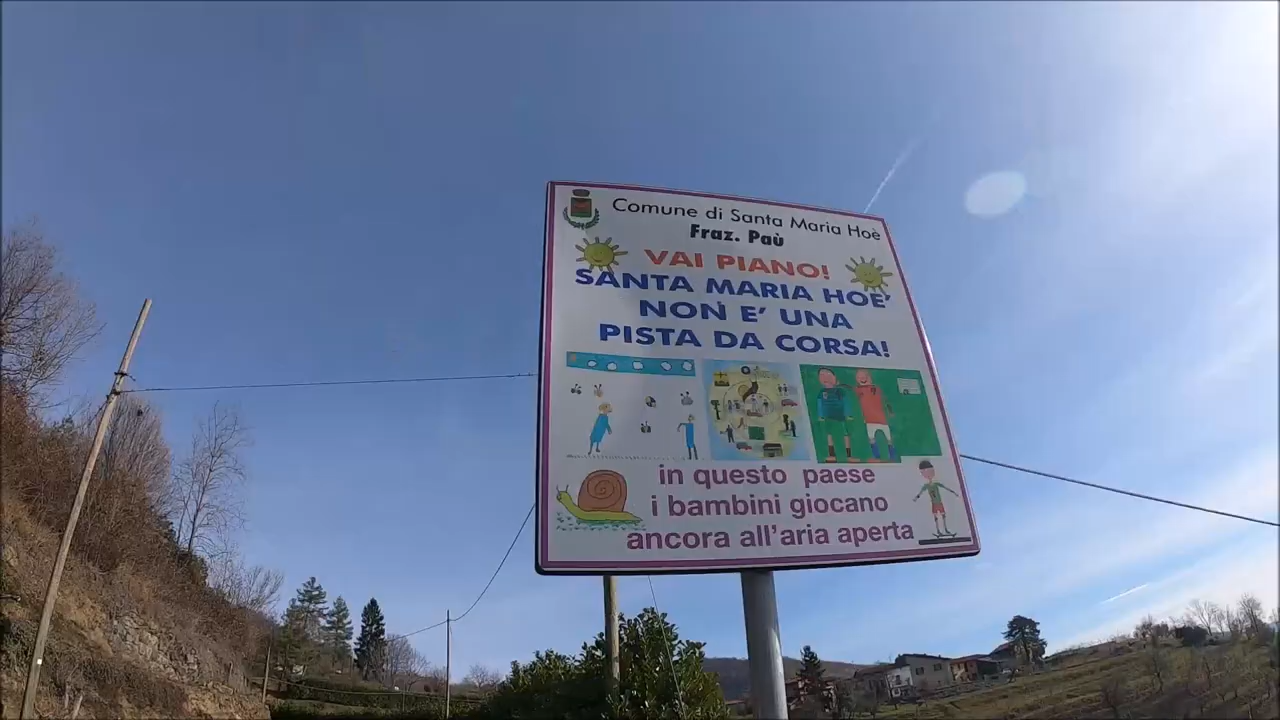 Comune di Santa Maria Hoè
Fraz. Paù
VAI PIANO!
SANTA MARIA HOE'
NON E' UNA
PISTA DA CORSA!
in questo paese
i bambini giocano
ancora all'aria aperta